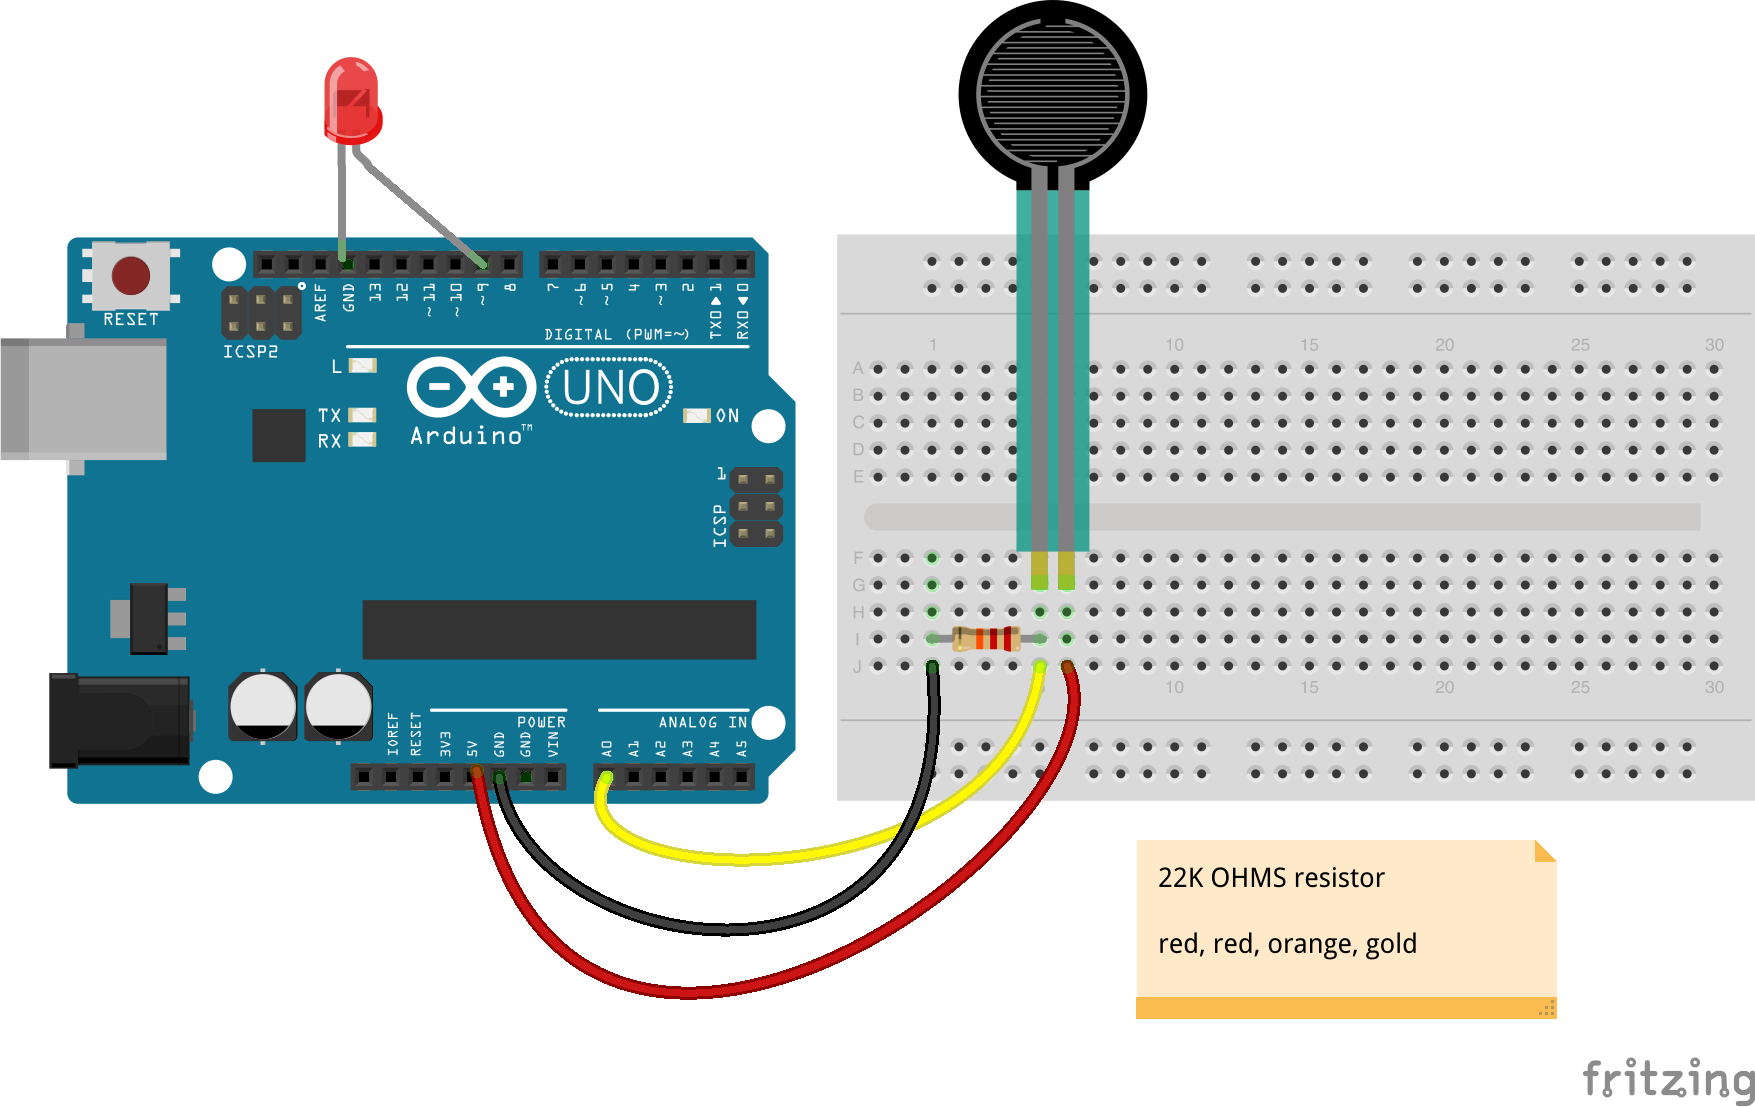 RESET
ICSP2
AREF
GND
13
12
~11
~10
~9
8
7
~6
~5
4
~3
2
TX0▶1
RX0◀0
DIGITAL (PWM=~)
L
TX
RX
Arduino™
UNO
ON
1
ICSP
IOREF
RESET
3V3
5V
GND
GND
VIN
POWER
ANALOG IN
A0
A1
A2
A3
A4
A5
1 10 15 20 25 30
A
B
C
D
E
F
G
H
I
J
10 15 20 25 30
22K OHMS resistor
red, red, orange, gold
fritzing